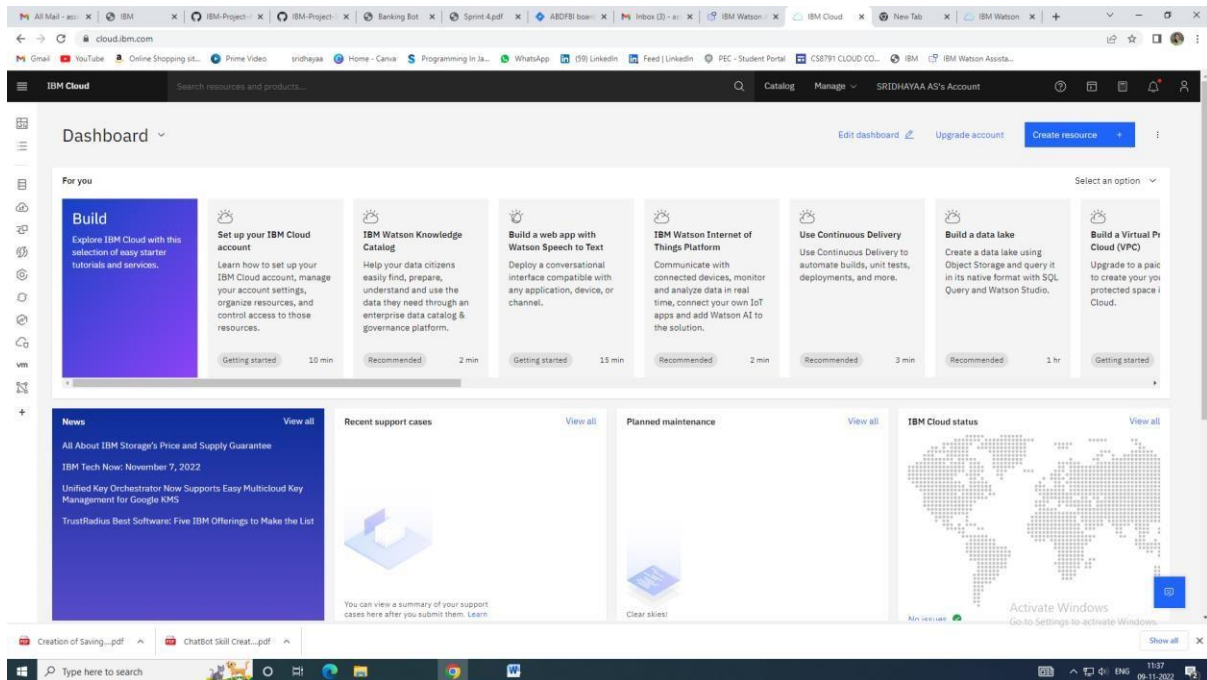 All Mail - assi
IBM
IBM-Project-
IBM-Project-
Banking Bot
Sprint 4.pdf
ABDFBI board
Inbox (3) - as
IBM Watson
IBM Cloud
New Tab
IBM Watson
cloud.ibm.com
Gmail
YouTube
Online Shopping sit...
Prime Video
sridhayaa
Home - Canva
Programming In Ja...
WhatsApp
(59) LinkedIn
Feed | LinkedIn
PEC - Student Portal
CS8791 CLOUD CO...
IBM
IBM Watson Assista...
IBM Cloud
Search resources and products...
Catalog
Manage
SRIDHAYAA AS's Account
Dashboard
Edit dashboard
Upgrade account
Create resource +
For you
Select an option
Build
Explore IBM Cloud with this
selection of easy starter
tutorials and services.
Set up your IBM Cloud
account
Learn how to set up your
IBM Cloud account, manage
your account settings,
organize resources, and
control access to those
resources.
Getting started
10 min
IBM Watson Knowledge
Catalog
Help your data citizens
easily find, prepare,
understand and use the
data they need through an
enterprise data catalog &
governance platform.
Recommended
2 min
Build a web app with
Watson Speech to Text
Deploy a conversational
interface compatible with
any application, device, or
channel.
Getting started
15 min
IBM Watson Internet of
Things Platform
Communicate with
connected devices, monitor
and analyze data in real
time, connect your own IoT
apps and add Watson AI to
the solution.
Recommended
2 min
Use Continuous Delivery
Use Continuous Delivery to
automate builds, unit tests,
deployments, and more.
Recommended
3 min
Build a data lake
Create a data lake using
Object Storage and query it
in its native format with SQL
Query and Watson Studio.
Recommended
1 hr
Build a Virtual Pr
Cloud (VPC)
Upgrade to a paid
to create your you
protected space i
Cloud.
Getting started
vm
News
View all
All About IBM Storage's Price and Supply Guarantee
IBM Tech Now: November 7, 2022
Unified Key Orchestrator Now Supports Easy Multicloud Key
Management for Google KMS
TrustRadius Best Software: Five IBM Offerings to Make the List
Recent support cases
View all
You can view a summary of your support
cases here after you submit them. Learn
Planned maintenance
View all
Clear skies!
IBM Cloud status
View all
No issues
Activate Windows
Go to Settings to activate Windows.
Creation of Saving....pdf
ChatBot Skill Creat....pdf
Show all
Type here to search
ENG
11:37
09-11-2022